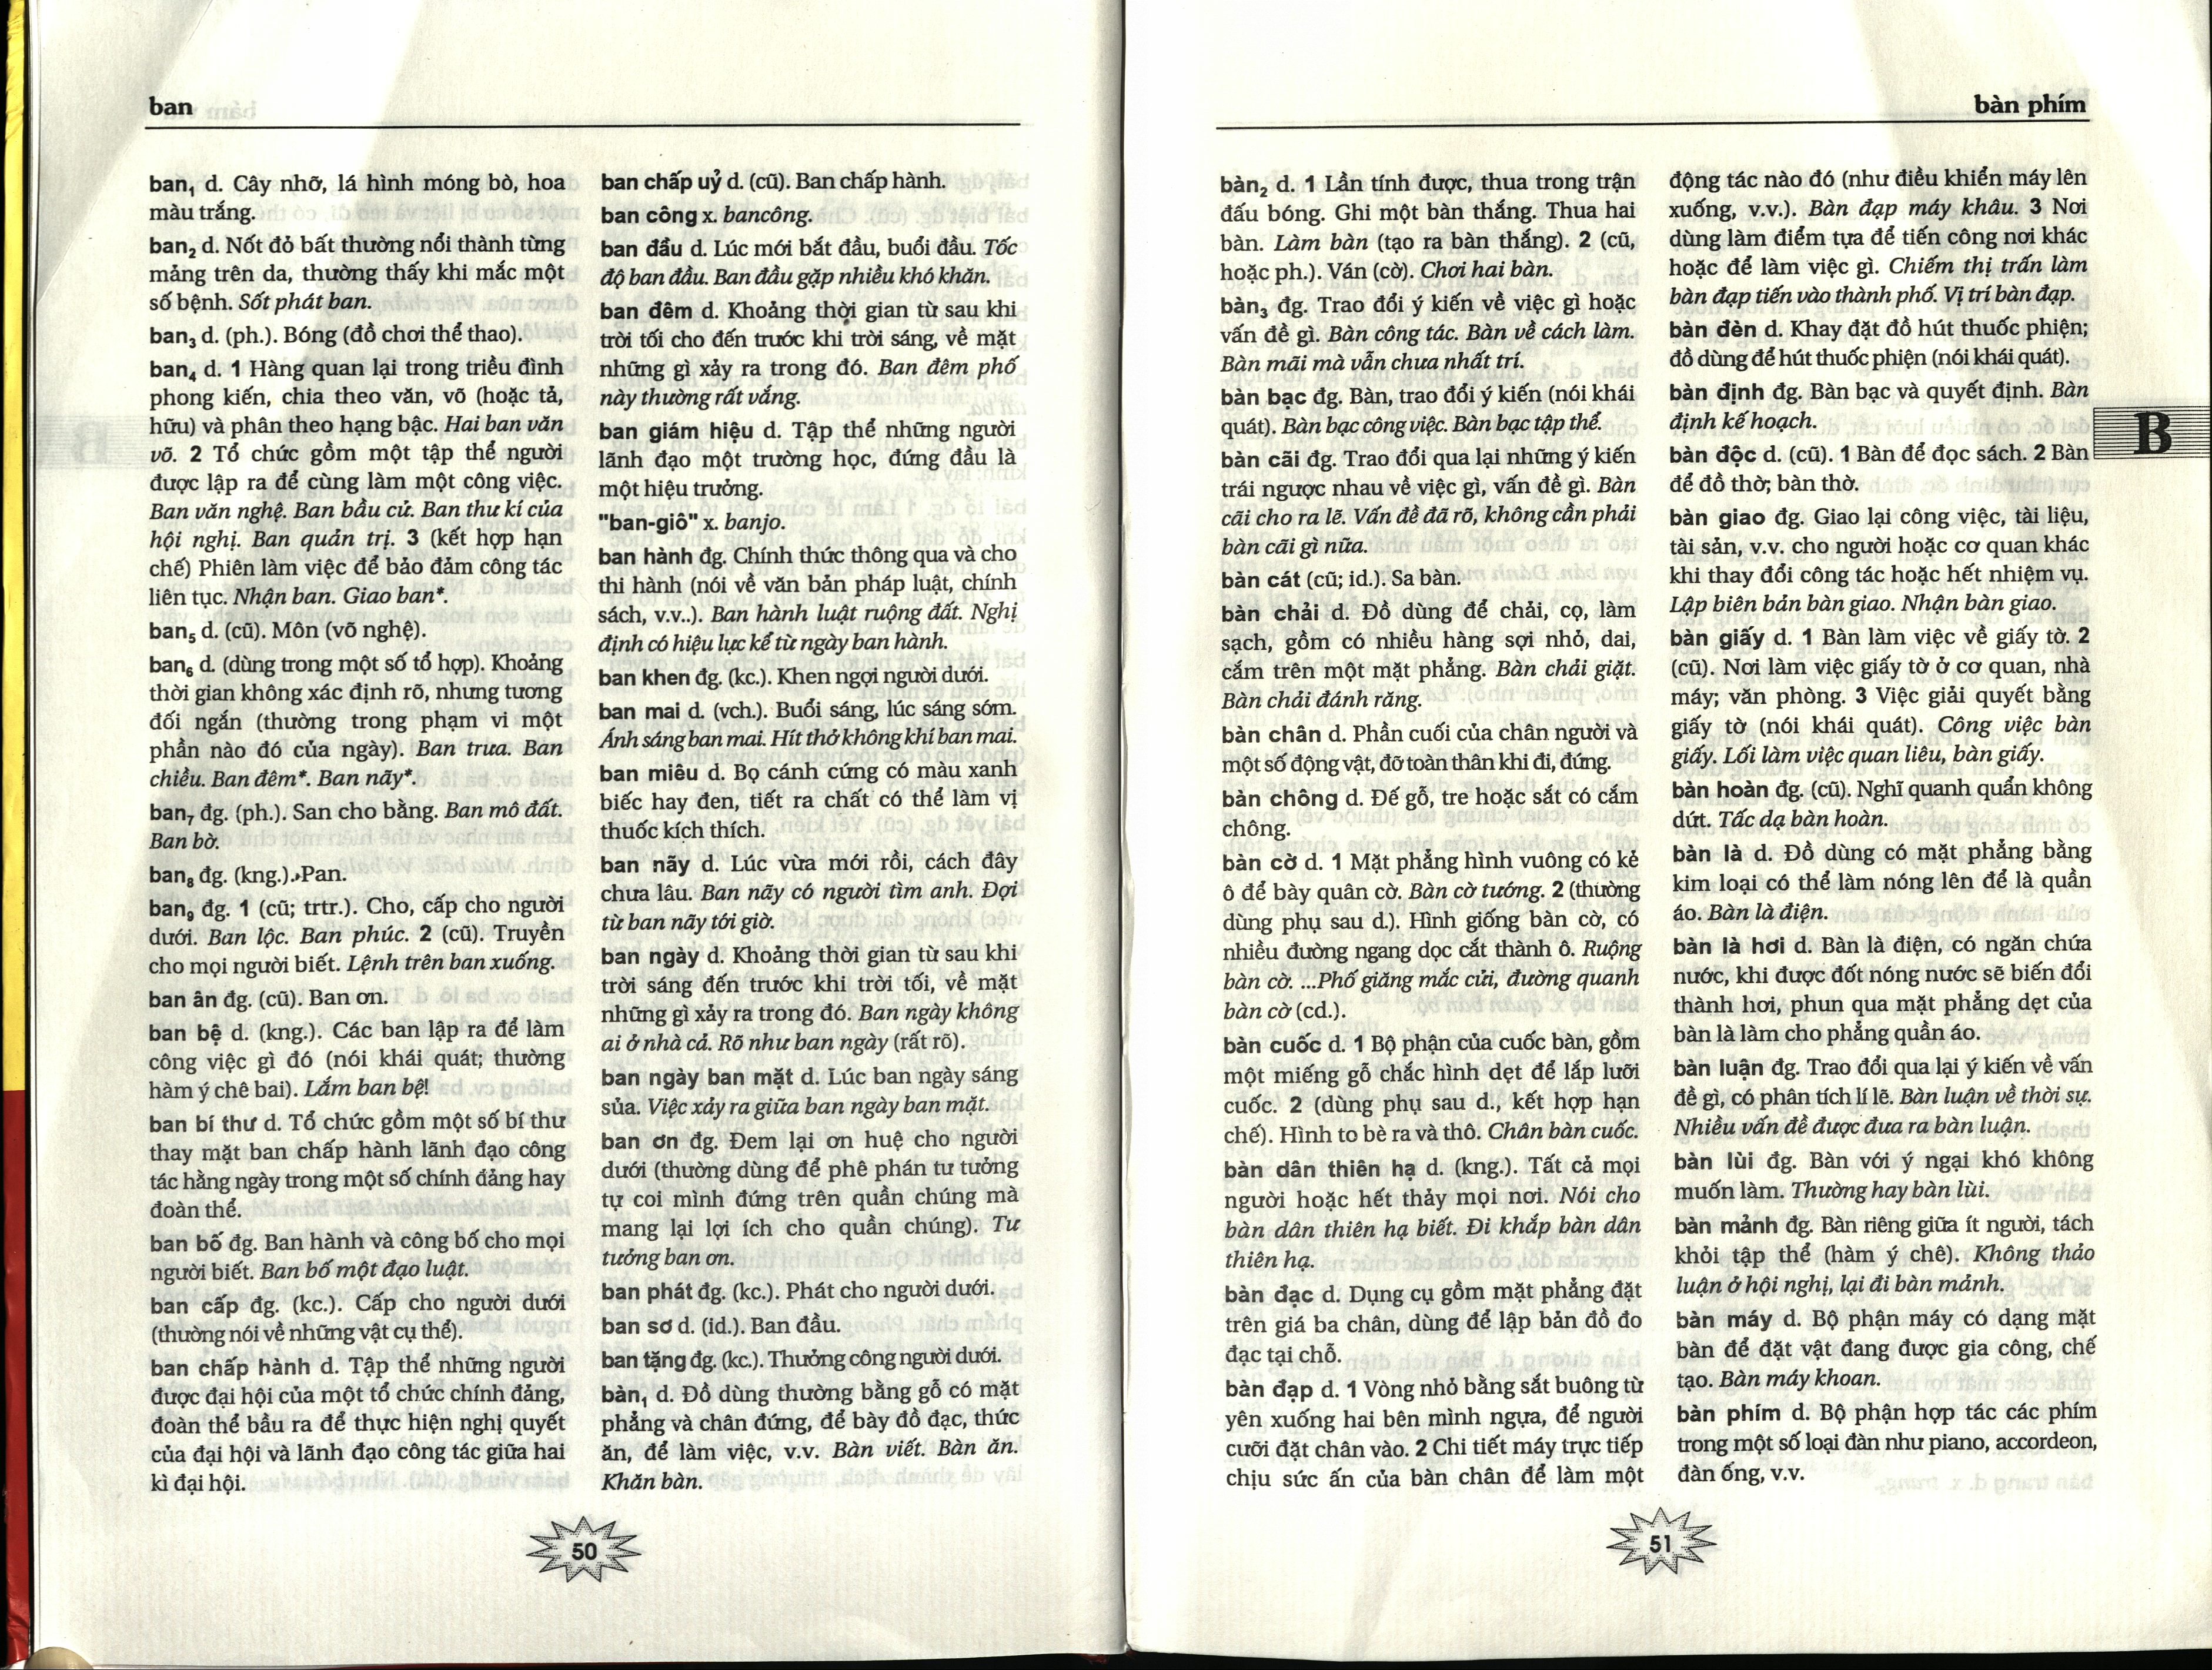 ban
ban₁ d. Cây nhỡ, lá hình móng bò, hoa
màu trắng.
ban₂ d. Nốt đỏ bất thường nổi thành từng
mảng trên da, thường thấy khi mắc một
số bệnh. Sốt phát ban.
ban₃ d. (ph.). Bóng (đồ chơi thể thao).
ban₄ d. 1 Hàng quan lại trong triều đình
phong kiến, chia theo văn, võ (hoặc tả,
hữu) và phân theo hạng bậc. Hai ban văn
võ. 2 Tổ chức gồm một tập thể người
được lập ra để cùng làm một công việc.
Ban văn nghệ. Ban bầu cử. Ban thư kí của
hội nghị. Ban quản trị. 3 (kết hợp hạn
chế) Phiên làm việc để bảo đảm công tác
liên tục. Nhận ban. Giao ban*.
ban₅ d. (cũ). Môn (võ nghệ).
ban₆ d. (dùng trong một số tổ hợp). Khoảng
thời gian không xác định rõ, nhưng tương
đối ngắn (thường trong phạm vi một
phần nào đó của ngày). Ban trưa. Ban
chiều. Ban đêm*. Ban nãy*.
ban₇ đg. (ph.). San cho bằng. Ban mô đất.
Ban bờ.
ban₈ đg. (kng.). Pan.
ban₉ đg. 1 (cũ; trtr.). Cho, cấp cho người
dưới. Ban lộc. Ban phúc. 2 (cũ). Truyền
cho mọi người biết. Lệnh trên ban xuống.
ban ân đg. (cũ). Ban ơn.
ban bệ d. (kng.). Các ban lập ra để làm
công việc gì đó (nói khái quát; thường
hàm ý chê bai). Lắm ban bệ!
ban bí thư d. Tổ chức gồm một số bí thư
thay mặt ban chấp hành lãnh đạo công
tác hằng ngày trong một số chính đảng hay
đoàn thể.
ban bố đg. Ban hành và công bố cho mọi
người biết. Ban bố một đạo luật.
ban cấp đg. (kc.). Cấp cho người dưới
(thường nói về những vật cụ thể).
ban chấp hành d. Tập thể những người
được đại hội của một tổ chức chính đảng,
đoàn thể bầu ra để thực hiện nghị quyết
của đại hội và lãnh đạo công tác giữa hai
kì đại hội.
ban chấp uỷ d. (cũ). Ban chấp hành.
ban công x. bancông.
ban đầu d. Lúc mới bắt đầu, buổi đầu. Tốc
độ ban đầu. Ban đầu gặp nhiều khó khăn.
ban đêm d. Khoảng thời gian từ sau khi
trời tối cho đến trước khi trời sáng, về mặt
những gì xảy ra trong đó. Ban đêm phố
này thường rất vắng.
ban giám hiệu d. Tập thể những người
lãnh đạo một trường học, đứng đầu là
một hiệu trưởng.
"ban-giô" x. banjo.
ban hành đg. Chính thức thông qua và cho
thi hành (nói về văn bản pháp luật, chính
sách, v.v..). Ban hành luật ruộng đất. Nghị
định có hiệu lực kể từ ngày ban hành.
ban khen đg. (kc.). Khen ngợi người dưới.
ban mai d. (vch.). Buổi sáng, lúc sáng sớm.
Ánh sáng ban mai. Hít thở không khí ban mai.
ban miêu d. Bọ cánh cứng có màu xanh
biếc hay đen, tiết ra chất có thể làm vị
thuốc kích thích.
ban nãy d. Lúc vừa mới rồi, cách đây
chưa lâu. Ban nãy có người tìm anh. Đợi
từ ban nãy tới giờ.
ban ngày d. Khoảng thời gian từ sau khi
trời sáng đến trước khi trời tối, về mặt
những gì xảy ra trong đó. Ban ngày không
ai ở nhà cả. Rõ như ban ngày (rất rõ).
ban ngày ban mặt d. Lúc ban ngày sáng
sủa. Việc xảy ra giữa ban ngày ban mặt.
ban ơn đg. Đem lại ơn huệ cho người
dưới (thường dùng để phê phán tư tưởng
tự coi mình đứng trên quần chúng mà
mang lại lợi ích cho quần chúng). Tư
tưởng ban ơn.
ban phát đg. (kc.). Phát cho người dưới.
ban sơ d. (id.). Ban đầu.
ban tặng đg. (kc.). Thưởng công người dưới.
bàn₁ d. Đồ dùng thường bằng gỗ có mặt
phẳng và chân đứng, để bày đồ đạc, thức
ăn, để làm việc, v.v. Bàn viết. Bàn ăn.
Khăn bàn.
50
bàn phím
bàn₂ d. 1 Lần tính được, thua trong trận
đấu bóng. Ghi một bàn thắng. Thua hai
bàn. Làm bàn (tạo ra bàn thắng). 2 (cũ,
hoặc ph.). Ván (cờ). Chơi hai bàn.
bàn₃ đg. Trao đổi ý kiến về việc gì hoặc
vấn đề gì. Bàn công tác. Bàn về cách làm.
Bàn mãi mà vẫn chưa nhất trí.
bàn bạc đg. Bàn, trao đổi ý kiến (nói khái
quát). Bàn bạc công việc. Bàn bạc tập thể.
bàn cãi đg. Trao đổi qua lại những ý kiến
trái ngược nhau về việc gì, vấn đề gì. Bàn
cãi cho ra lẽ. Vấn đề đã rõ, không cần phải
bàn cãi gì nữa.
bàn cát (cũ; id.). Sa bàn.
bàn chải d. Đồ dùng để chải, cọ, làm
sạch, gồm có nhiều hàng sợi nhỏ, dai,
cắm trên một mặt phẳng. Bàn chải giặt.
Bàn chải đánh răng.
bàn chân d. Phần cuối của chân người và
một số động vật, đỡ toàn thân khi đi, đứng.
bàn chông d. Đế gỗ, tre hoặc sắt có cắm
chông.
bàn cờ d. 1 Mặt phẳng hình vuông có kẻ
ô để bày quân cờ. Bàn cờ tướng. 2 (thường
dùng phụ sau d.). Hình giống bàn cờ, có
nhiều đường ngang dọc cắt thành ô. Ruộng
bàn cờ. ...Phố giăng mắc cửi, đường quanh
bàn cờ (cd.).
bàn cuốc d. 1 Bộ phận của cuốc bàn, gồm
một miếng gỗ chắc hình dẹt để lắp lưỡi
cuốc. 2 (dùng phụ sau d., kết hợp hạn
chế). Hình to bè ra và thô. Chân bàn cuốc.
bàn dân thiên hạ d. (kng.). Tất cả mọi
người hoặc hết thảy mọi nơi. Nói cho
bàn dân thiên hạ biết. Đi khắp bàn dân
thiên hạ.
bàn đạc d. Dụng cụ gồm mặt phẳng đặt
trên giá ba chân, dùng để lập bản đồ đo
đạc tại chỗ.
bàn đạp d. 1 Vòng nhỏ bằng sắt buông từ
yên xuống hai bên mình ngựa, để người
cưỡi đặt chân vào. 2 Chi tiết máy trực tiếp
chịu sức ấn của bàn chân để làm một
động tác nào đó (như điều khiển máy lên
xuống, v.v.). Bàn đạp máy khâu. 3 Nơi
dùng làm điểm tựa để tiến công nơi khác
hoặc để làm việc gì. Chiếm thị trấn làm
bàn đạp tiến vào thành phố. Vị trí bàn đạp.
bàn đèn d. Khay đặt đồ hút thuốc phiện;
đồ dùng để hút thuốc phiện (nói khái quát).
bàn định đg. Bàn bạc và quyết định. Bàn
định kế hoạch.
bàn độc d. (cũ). 1 Bàn để đọc sách. 2 Bàn
để đồ thờ; bàn thờ.
bàn giao đg. Giao lại công việc, tài liệu,
tài sản, v.v. cho người hoặc cơ quan khác
khi thay đổi công tác hoặc hết nhiệm vụ.
Lập biên bản bàn giao. Nhận bàn giao.
bàn giấy d. 1 Bàn làm việc về giấy tờ. 2
(cũ). Nơi làm việc giấy tờ ở cơ quan, nhà
máy; văn phòng. 3 Việc giải quyết bằng
giấy tờ (nói khái quát). Công việc bàn
giấy. Lối làm việc quan liêu, bàn giấy.
bàn hoàn đg. (cũ). Nghĩ quanh quẩn không
dứt. Tấc dạ bàn hoàn.
bàn là d. Đồ dùng có mặt phẳng bằng
kim loại có thể làm nóng lên để là quần
áo. Bàn là điện.
bàn là hơi d. Bàn là điện, có ngăn chứa
nước, khi được đốt nóng nước sẽ biến đổi
thành hơi, phun qua mặt phẳng dẹt của
bàn là làm cho phẳng quần áo.
bàn luận đg. Trao đổi qua lại ý kiến về vấn
đề gì, có phân tích lí lẽ. Bàn luận về thời sự.
Nhiều vấn đề được đưa ra bàn luận.
bàn lùi đg. Bàn với ý ngại khó không
muốn làm. Thường hay bàn lùi.
bàn mảnh đg. Bàn riêng giữa ít người, tách
khỏi tập thể (hàm ý chê). Không thảo
luận ở hội nghị, lại đi bàn mảnh.
bàn máy d. Bộ phận máy có dạng mặt
bàn để đặt vật đang được gia công, chế
tạo. Bàn máy khoan.
bàn phím d. Bộ phận hợp tác các phím
trong một số loại đàn như piano, accordeon,
đàn ống, v.v.
B
51